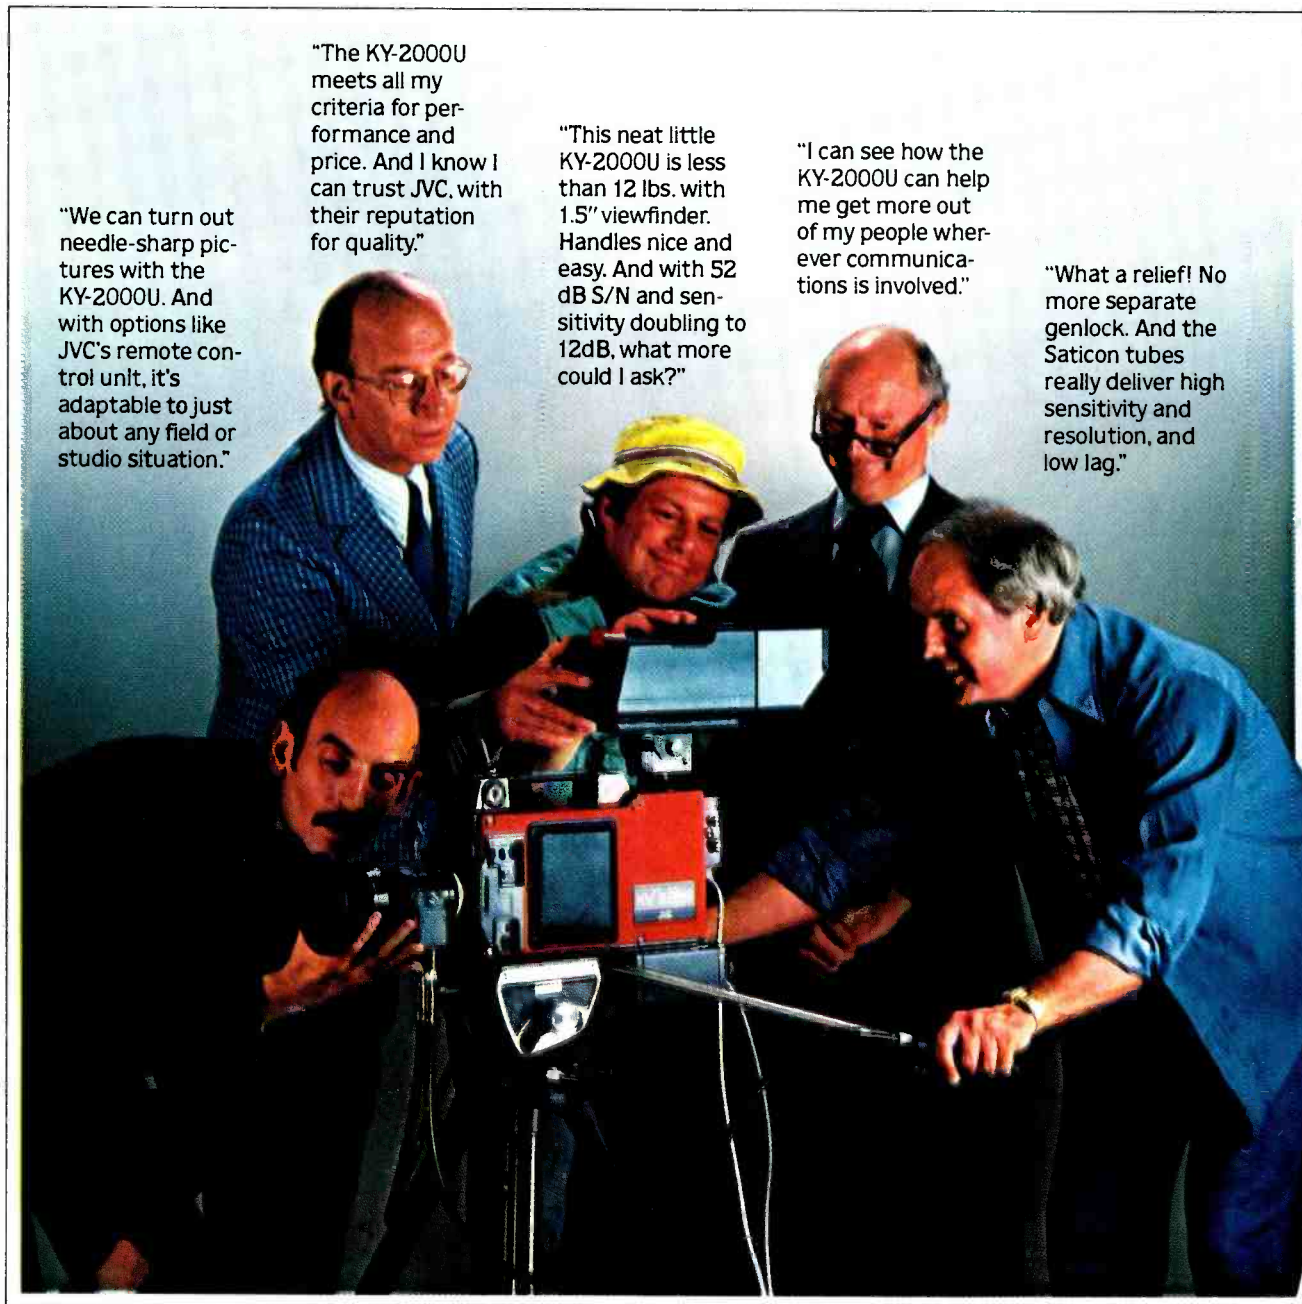 “We can turn out
needle-sharp pic-
tures with the
KY-2000U. And
with options like
JVC's remote con-
trol unit, it's
adaptable to just
about any field or
studio situation.”
“The KY-2000U
meets all my
criteria for per-
formance and
price. And I know I
can trust JVC, with
their reputation
for quality.”
“This neat little
KY-2000U is less
than 12 lbs. with
1.5" viewfinder.
Handles nice and
easy. And with 52
dB S/N and sen-
sitivity doubling to
12dB, what more
could I ask?”
“I can see how the
KY-2000U can help
me get more out
of my people wher-
ever communica-
tions is involved.”
“What a relief! No
more separate
genlock. And the
Saticon tubes
really deliver high
sensitivity and
resolution, and
low lag.”